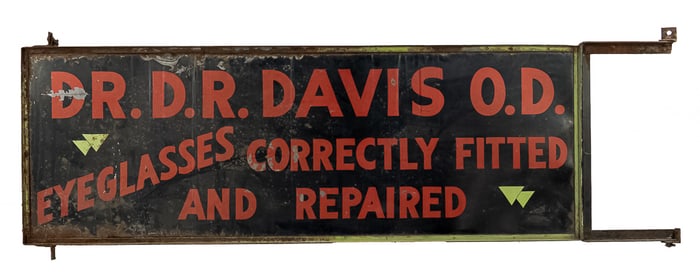 DR. D.R. DAVIS O.D.
EYEGLASSES CORRECTLY FITTED
AND REPAIRED